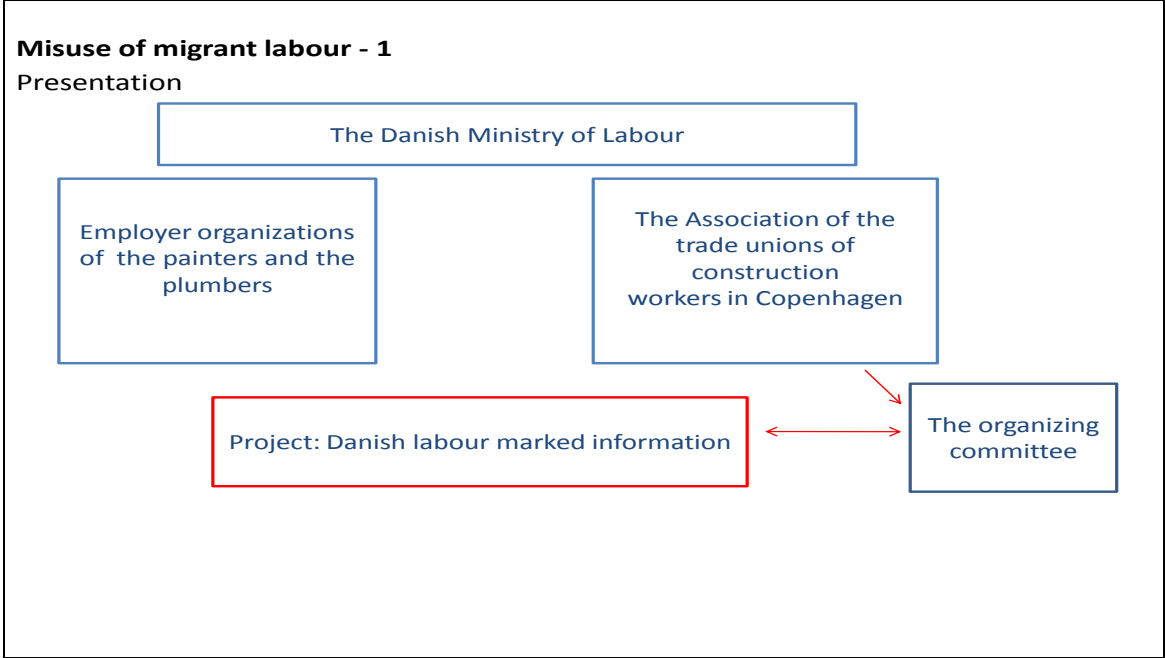 Misuse of migrant labour - 1
Presentation
The Danish Ministry of Labour
Employer organizations
of the painters and the
plumbers
The Association of the
trade unions of
construction
workers in Copenhagen
Project: Danish labour marked information
The organizing
committee